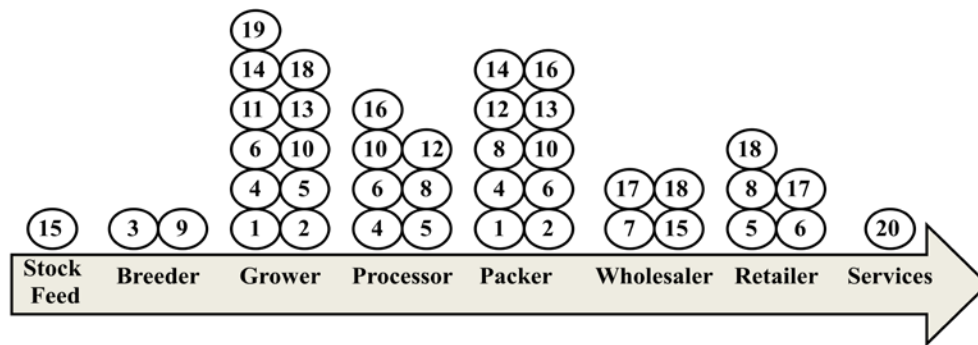 19
14 18 14 16
11 13 16 12 13
6 10 10 12 8 10 18
4 5 6 8 4 6 17 18 8 17
15 3 9 1 2 4 5 1 2 7 15 5 6 20
Stock Feed Breeder Grower Processor Packer Wholesaler Retailer Services